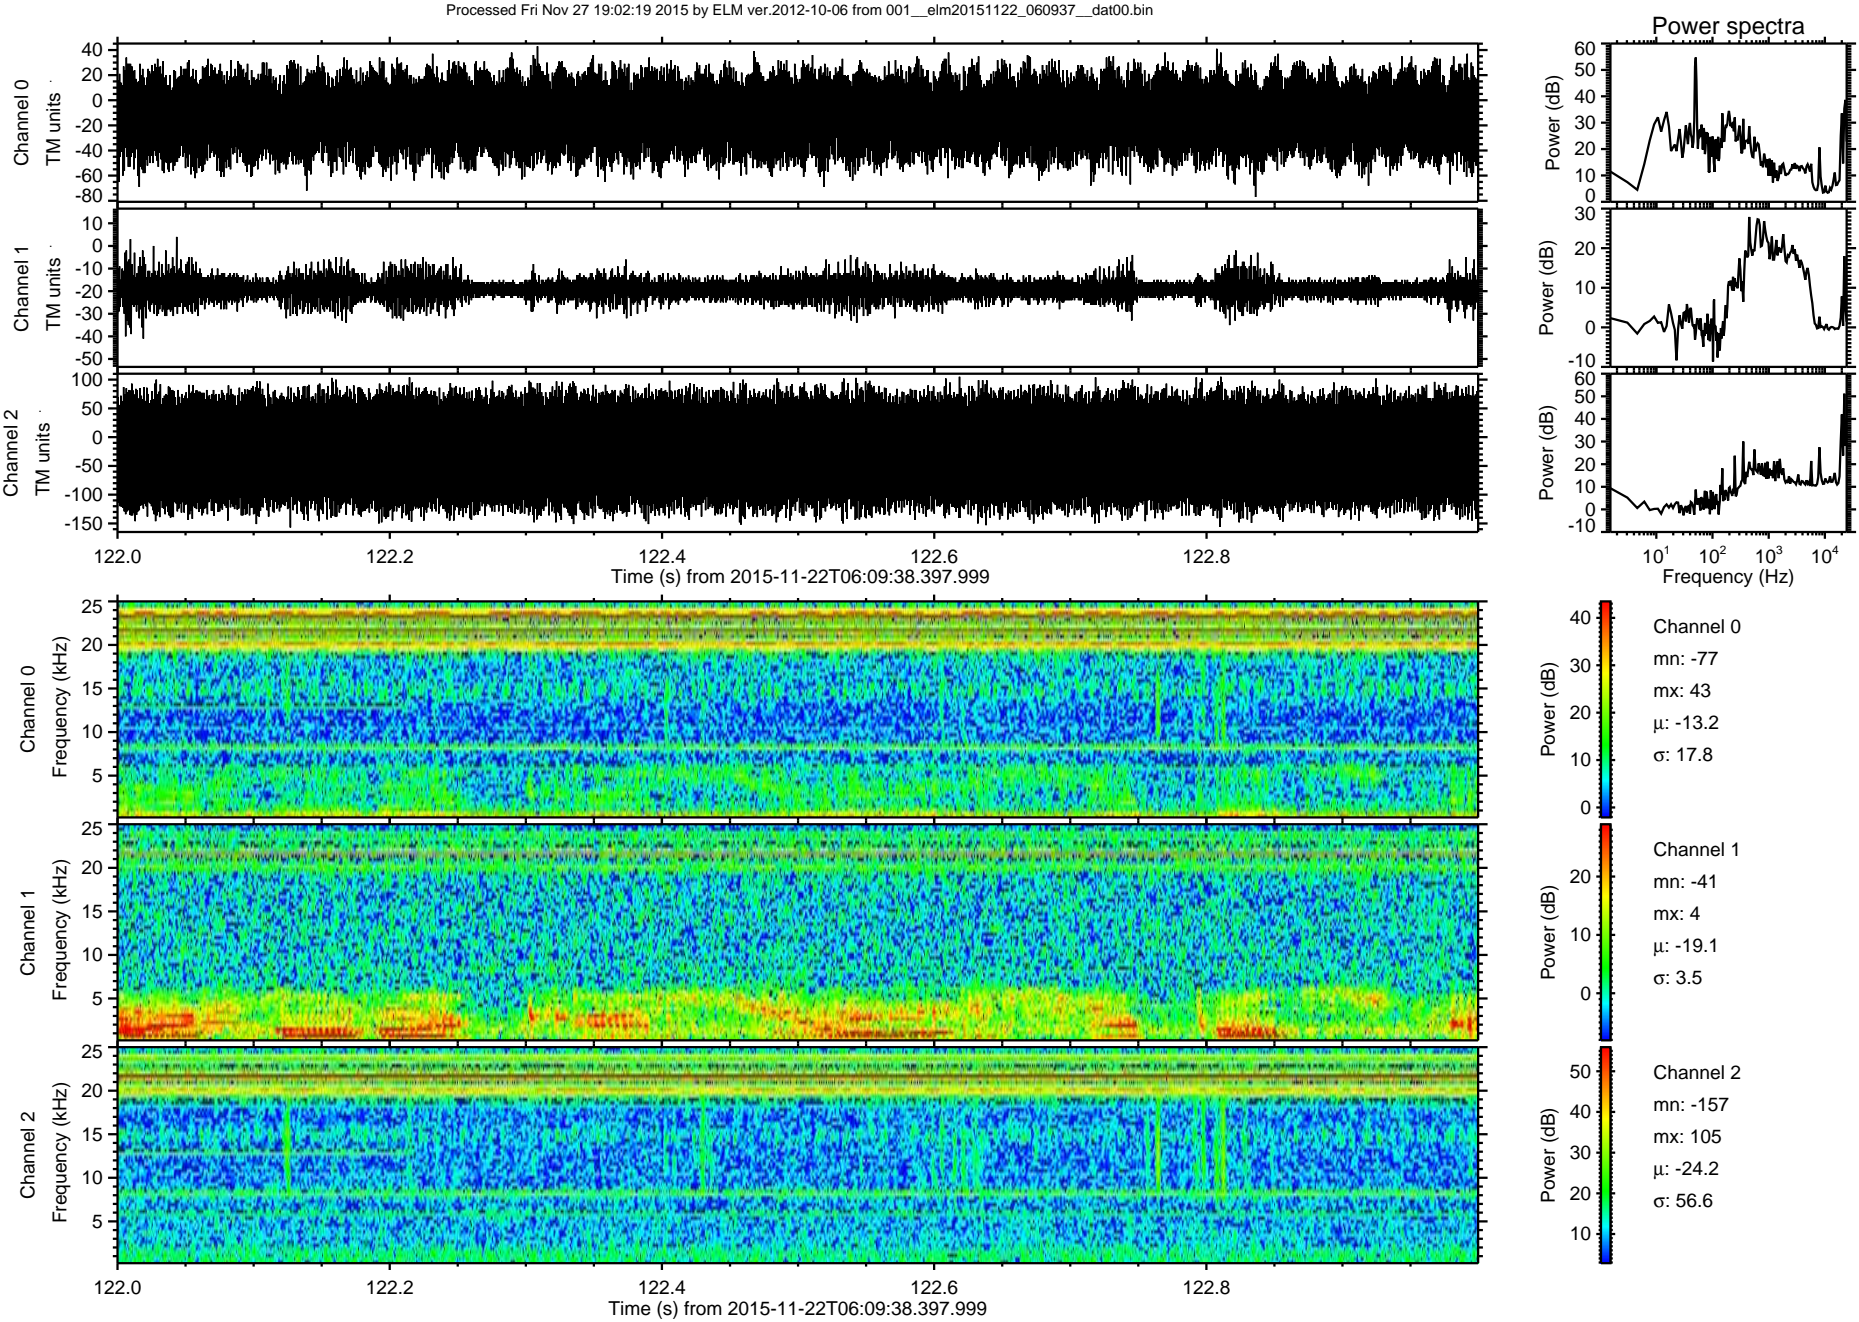 Processed Fri Nov 27 19:02:19 2015 by ELM ver.2012-10-06 from 001__elm20151122_060937__dat00.bin
Power spectra
Channel 0
TM units
40
20
0
-20
-40
-60
-80
Power (dB)
60
50
40
30
20
10
0
Channel 1
TM units
10
0
-10
-20
-30
-40
-50
Power (dB)
30
20
10
0
-10
Channel 2
TM units
100
50
0
-50
-100
-150
Power (dB)
60
50
40
30
20
10
0
-10
122.0 122.2 122.4 122.6 122.8
Time (s) from 2015-11-22T06:09:38.397.999
10¹ 10² 10³ 10⁴
Frequency (Hz)
Channel 0
Frequency (kHz)
25
20
15
10
5
Power (dB)
40
30
20
10
0
Channel 0
mn: -77
mx: 43
μ: -13.2
σ: 17.8
Channel 1
Frequency (kHz)
25
20
15
10
5
Power (dB)
20
10
0
Channel 1
mn: -41
mx: 4
μ: -19.1
σ: 3.5
Channel 2
Frequency (kHz)
25
20
15
10
5
Power (dB)
50
40
30
20
10
Channel 2
mn: -157
mx: 105
μ: -24.2
σ: 56.6
122.0 122.2 122.4 122.6 122.8
Time (s) from 2015-11-22T06:09:38.397.999